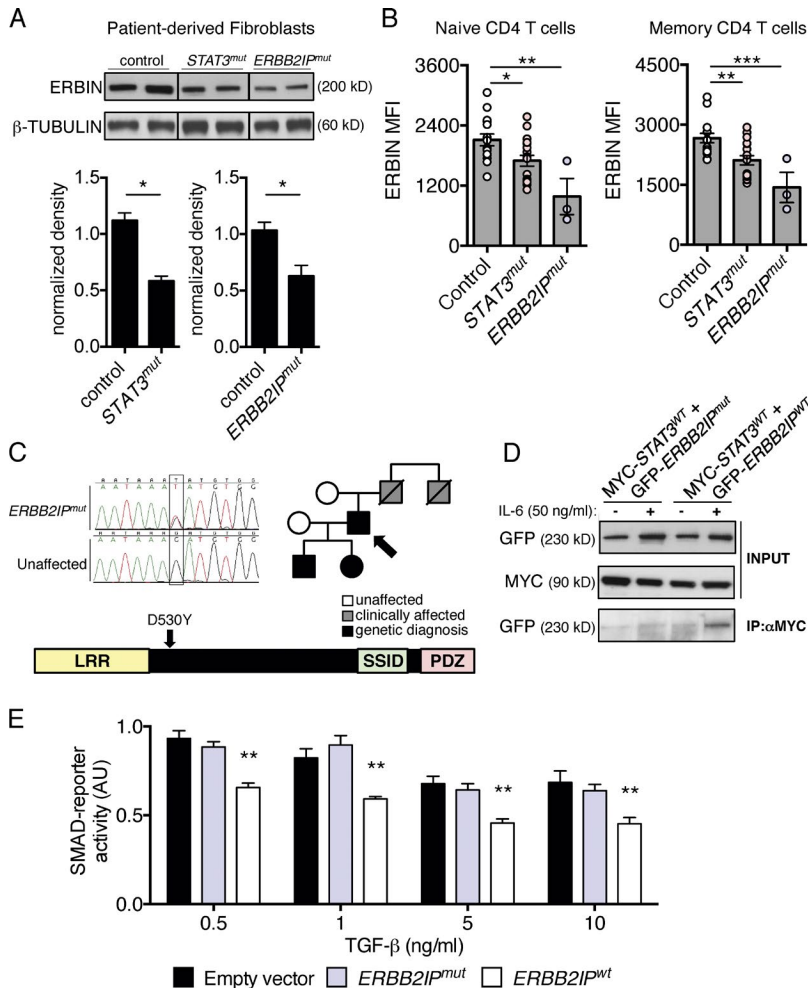 A
Patient-derived Fibroblasts
control STAT3mut ERBB2IPmut
ERBIN (200 kD)
β-TUBULIN (60 kD)
normalized density
1.5
1.0
0.5
0.0
*
control
STAT3mut
normalized density
1.5
1.0
0.5
0.0
*
control
ERBB2IPmut
B
Naive CD4 T cells
ERBIN MFI
3600
2400
1200
0
**
*
Control
STAT3mut
ERBB2IPmut
Memory CD4 T cells
ERBIN MFI
4500
3000
1500
0
***
**
Control
STAT3mut
ERBB2IPmut
C
A A T A A A T A T G T G G
A A T A A A T A T G T G G
ERBB2IPmut
A A T A A A G A T G T G G
Unaffected
unaffected
clinically affected
genetic diagnosis
D530Y
LRR SSID PDZ
D
MYC-STAT3WT +
GFP-ERBB2IPmut
MYC-STAT3WT +
GFP-ERBB2IPWT
IL-6 (50 ng/ml): - + - +
GFP (230 kD)
MYC (90 kD)
INPUT
GFP (230 kD) IP:αMYC
E
SMAD-reporter
activity (AU)
1.0
0.5
0.0
** ** ** **
0.5 1 5 10
TGF-β (ng/ml)
Empty vector ERBB2IPmut ERBB2IPwt